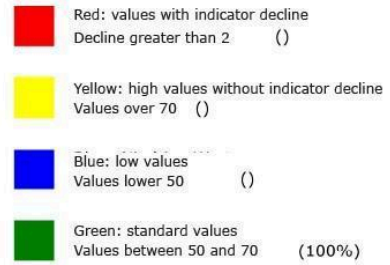 Red: values with indicator decline
Decline greater than 2 ()
Yellow: high values without indicator decline
Values over 70 ()
Blue: low values
Values lower 50 ()
Green: standard values
Values between 50 and 70 (100%)